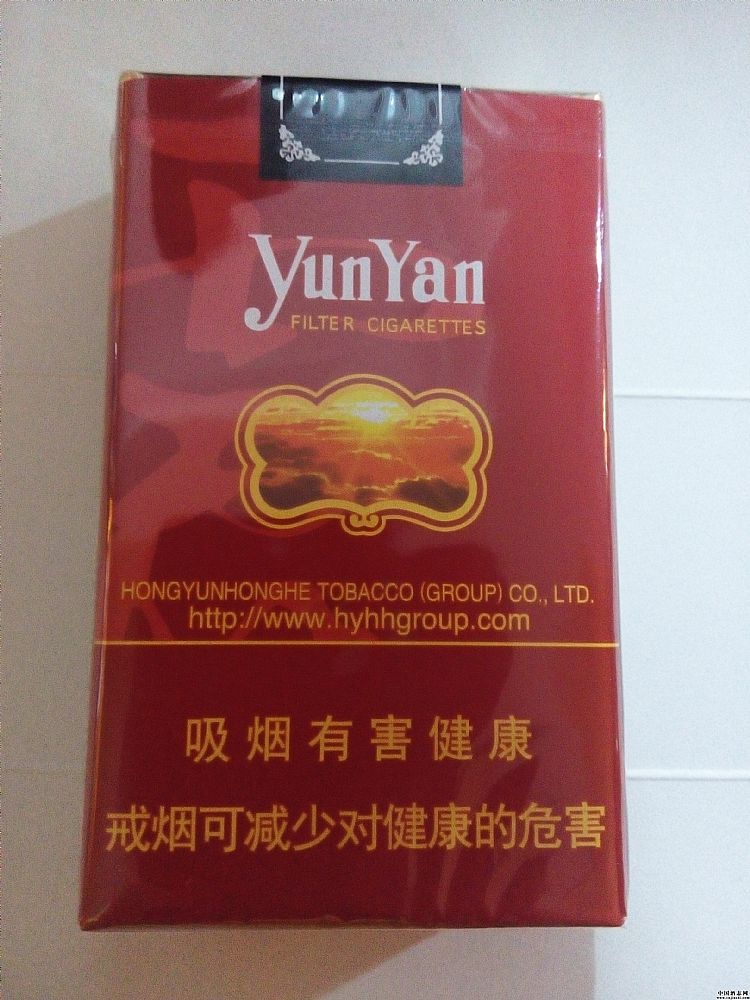 YunYan
FILTER CIGARETTES
HONGYUNHONGHE TOBACCO (GROUP) CO., LTD.
http://www.hyhhgroup.com
吸烟有害健康
戒烟可减少对健康的危害